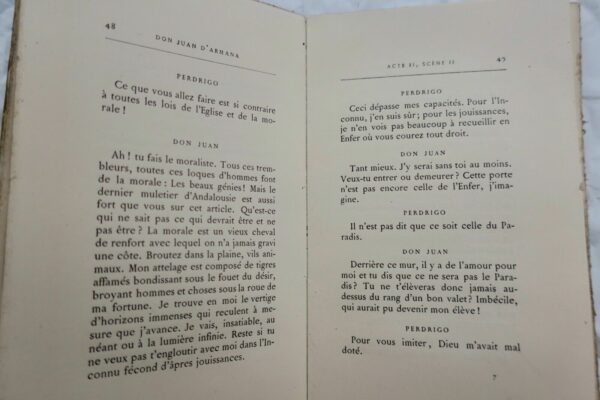 48
DON JUAN D'ARMANA
PERDRIGO
Ce que vous allez faire est si contraire
à toutes les lois de l'Eglise et de la mo-
rale !
DON JUAN
Ah ! tu fais le moraliste. Tous ces trem-
bleurs, toutes ces loques d'hommes font
de la morale : Les beaux génies! Mais le
dernier muletier d'Andalousie est aussi
fort que vous sur cet article. Qu'est-ce
qui ne sait pas ce qui devrait être et ne
pas être ? La morale est un vieux cheval
de renfort avec lequel on n'a jamais gravi
une côte. Broutez dans la plaine, vils ani-
maux. Mon attelage est composé de tigres
affamés bondissant sous le fouet du désir,
broyant hommes et choses sous la roue de
ma fortune. Je trouve en moi le vertige
d'horizons immenses qui reculent à me-
sure que j'avance. Je vais, insatiable, au
néant ou à la lumière infinie. Reste si tu
ne veux pas t'engloutir avec moi dans l'In-
connu fécond d'âpres jouissances.
ACTE II, SCÈNE II
PERDRIGO
Ceci dépasse mes capacités. Pour l'In-
connu, j'en suis sûr ; pour les jouissances,
je n'en vois pas beaucoup à recueillir en
Enfer où vous courez tout droit.
DON JUAN
Tant mieux. J'y serai sans toi au moins.
Veux-tu entrer ou demeurer ? Cette porte
n'est pas encore celle de l'Enfer, j'ima-
gine.
PERDRIGO
Il n'est pas dit que ce soit celle du Pa-
radis.
DON JUAN
Derrière ce mur, il y a de l'amour pour
moi et tu dis que ce ne sera pas le Para-
dis ? Tu ne t'élèveras donc jamais au-
dessus du rang d'un bon valet ? Imbécile,
qui aurait pu devenir mon élève !
PERDRIGO
Pour vous imiter, Dieu m'avait mal
doté.
7